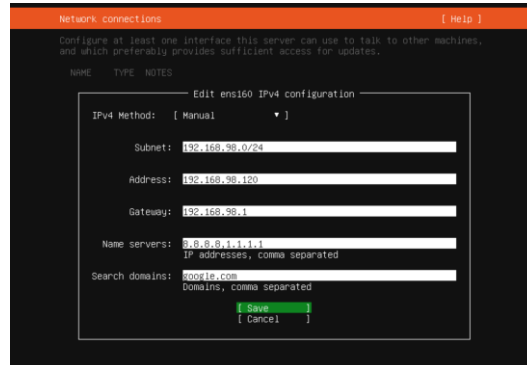 Network connections [ Help ]
Configure at least one interface this server can use to talk to other machines,
and which preferably provides sufficient access for updates.
NAME TYPE NOTES
Edit ens160 IPv4 configuration
IPv4 Method: [ Manual ▼ ]
Subnet: 192.168.98.0/24
Address: 192.168.98.120
Gateway: 192.168.98.1
Name servers: 8.8.8.8,1.1.1.1
IP addresses, comma separated
Search domains: google.com
Domains, comma separated
[ Save ]
[ Cancel ]